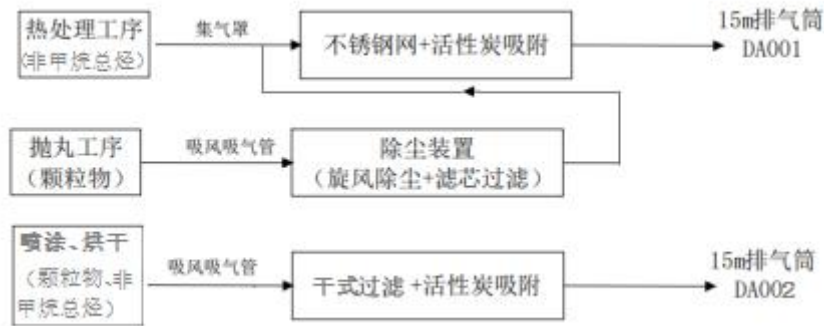 热处理工序
(非甲烷总烃)
集气罩
不锈钢网+活性炭吸附
15m排气筒
DA001
抛丸工序
(颗粒物)
吸风吸气管
除尘装置
(旋风除尘+滤芯过滤)
喷涂、烘干
(颗粒物、非
甲烷总烃)
吸风吸气管
干式过滤+活性炭吸附
15m排气筒
DA002